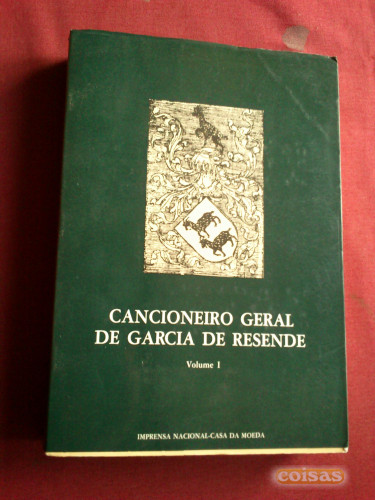 CANCIONEIRO GERAL
DE GARCIA DE RESENDE
Volume I
IMPRENSA NACIONAL-CASA DA MOEDA
coisas